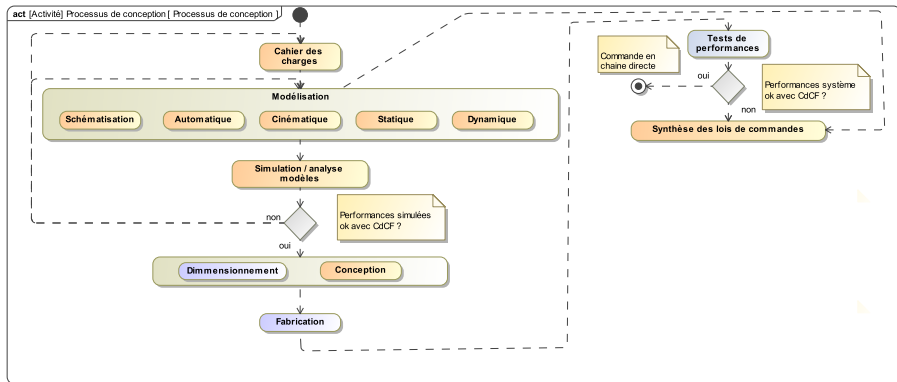 act [Activité] Processus de conception [ Processus de conception ]
Cahier des
charges
Modélisation
Schématisation
Automatique
Cinématique
Statique
Dynamique
Simulation / analyse
modèles
non
Performances simulées
ok avec CdCF ?
oui
Dimmensionnement
Conception
Fabrication
Tests de
performances
Commande en
chaine directe
oui
Performances système
ok avec CdCF ?
non
Synthèse des lois de commandes